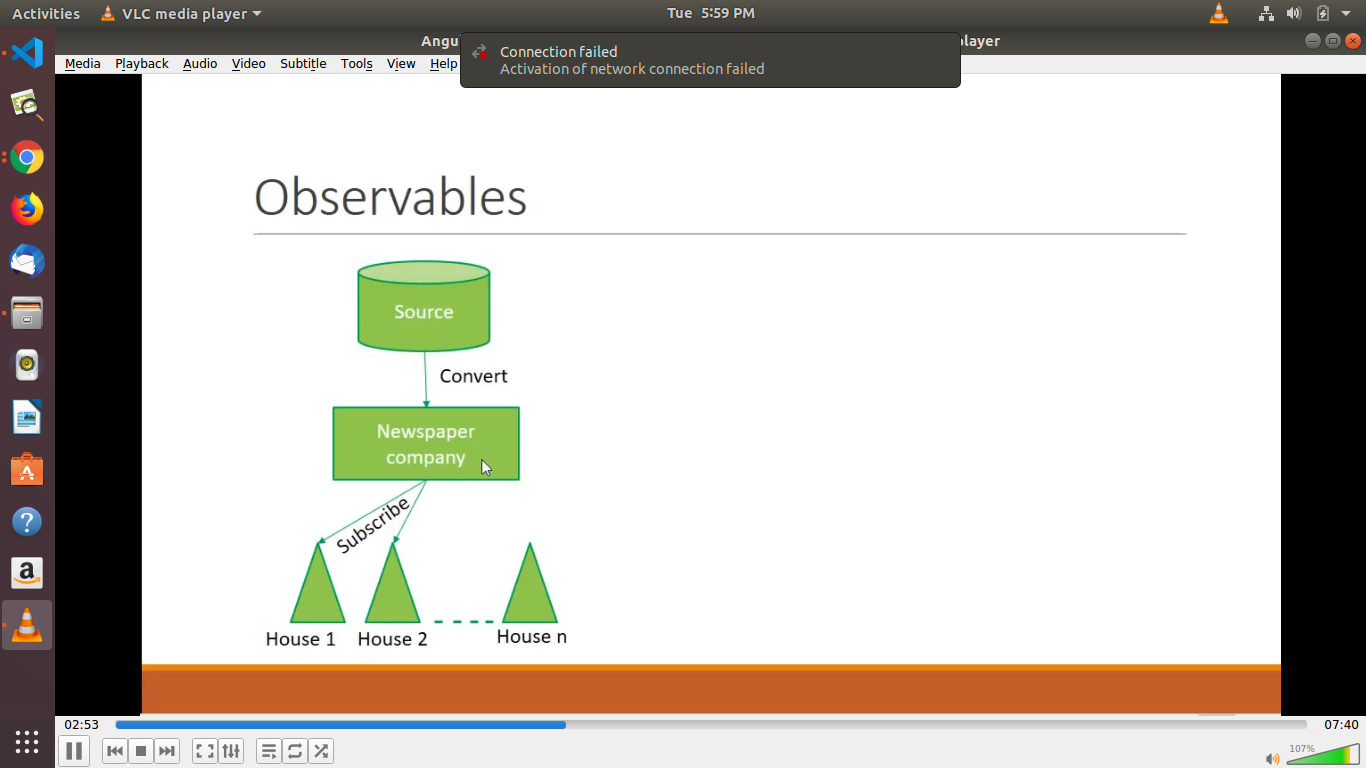 Activities VLC media player Tue 5:59 PM
Angu player
Connection failed
Activation of network connection failed
Media Playback Audio Video Subtitle Tools View Help
Observables
Source
Convert
Newspaper
company
Subscribe
House 1 House 2 House n
02:53 07:40
107%